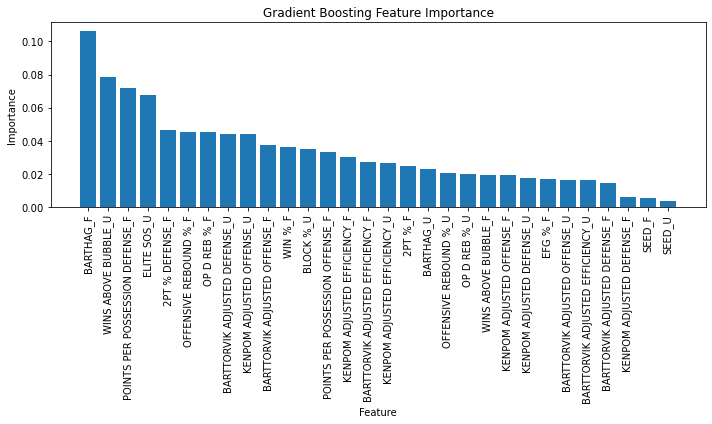 Gradient Boosting Feature Importance
Importance
0.10
0.08
0.06
0.04
0.02
0.00
BARTHAG_F
WINS ABOVE BUBBLE_U
POINTS PER POSSESSION DEFENSE_F
ELITE SOS_U
2PT % DEFENSE_F
OFFENSIVE REBOUND %_F
OP D REB %_F
BARTTORVIK ADJUSTED DEFENSE_U
KENPOM ADJUSTED OFFENSE_U
BARTTORVIK ADJUSTED OFFENSE_F
WIN %_F
BLOCK %_U
POINTS PER POSSESSION OFFENSE_F
KENPOM ADJUSTED EFFICIENCY_F
BARTTORVIK ADJUSTED EFFICIENCY_F
KENPOM ADJUSTED EFFICIENCY_U
2PT %_F
BARTHAG_U
OFFENSIVE REBOUND %_U
OP D REB %_U
WINS ABOVE BUBBLE_F
KENPOM ADJUSTED OFFENSE_F
KENPOM ADJUSTED DEFENSE_U
EFG %_F
BARTTORVIK ADJUSTED OFFENSE_U
BARTTORVIK ADJUSTED EFFICIENCY_U
BARTTORVIK ADJUSTED DEFENSE_F
KENPOM ADJUSTED DEFENSE_F
SEED_F
SEED_U
Feature